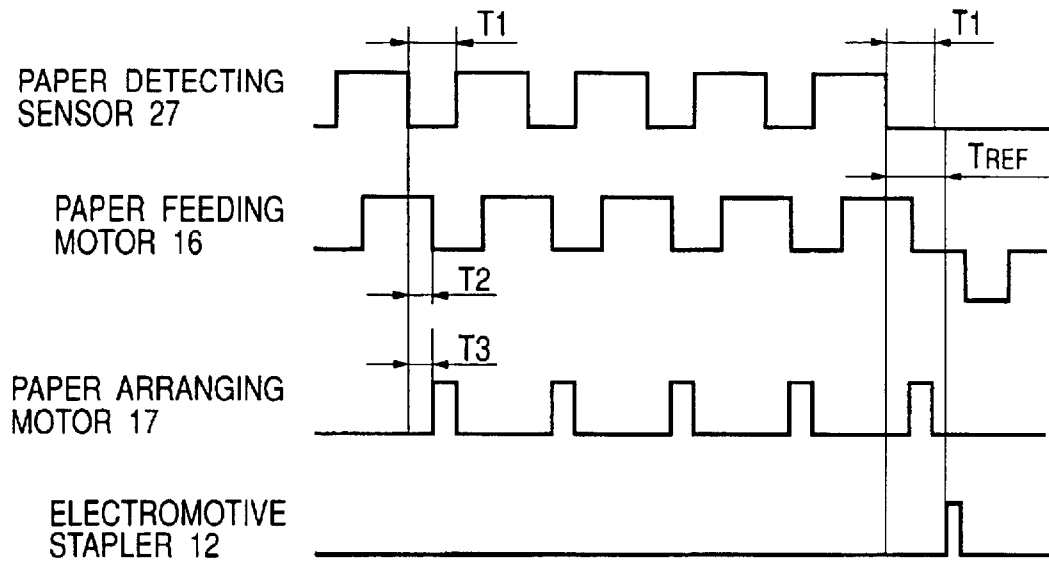 T1
T1
PAPER DETECTING
SENSOR 27
TREF
PAPER FEEDING
MOTOR 16
T2
T3
PAPER ARRANGING
MOTOR 17
ELECTROMOTIVE
STAPLER 12